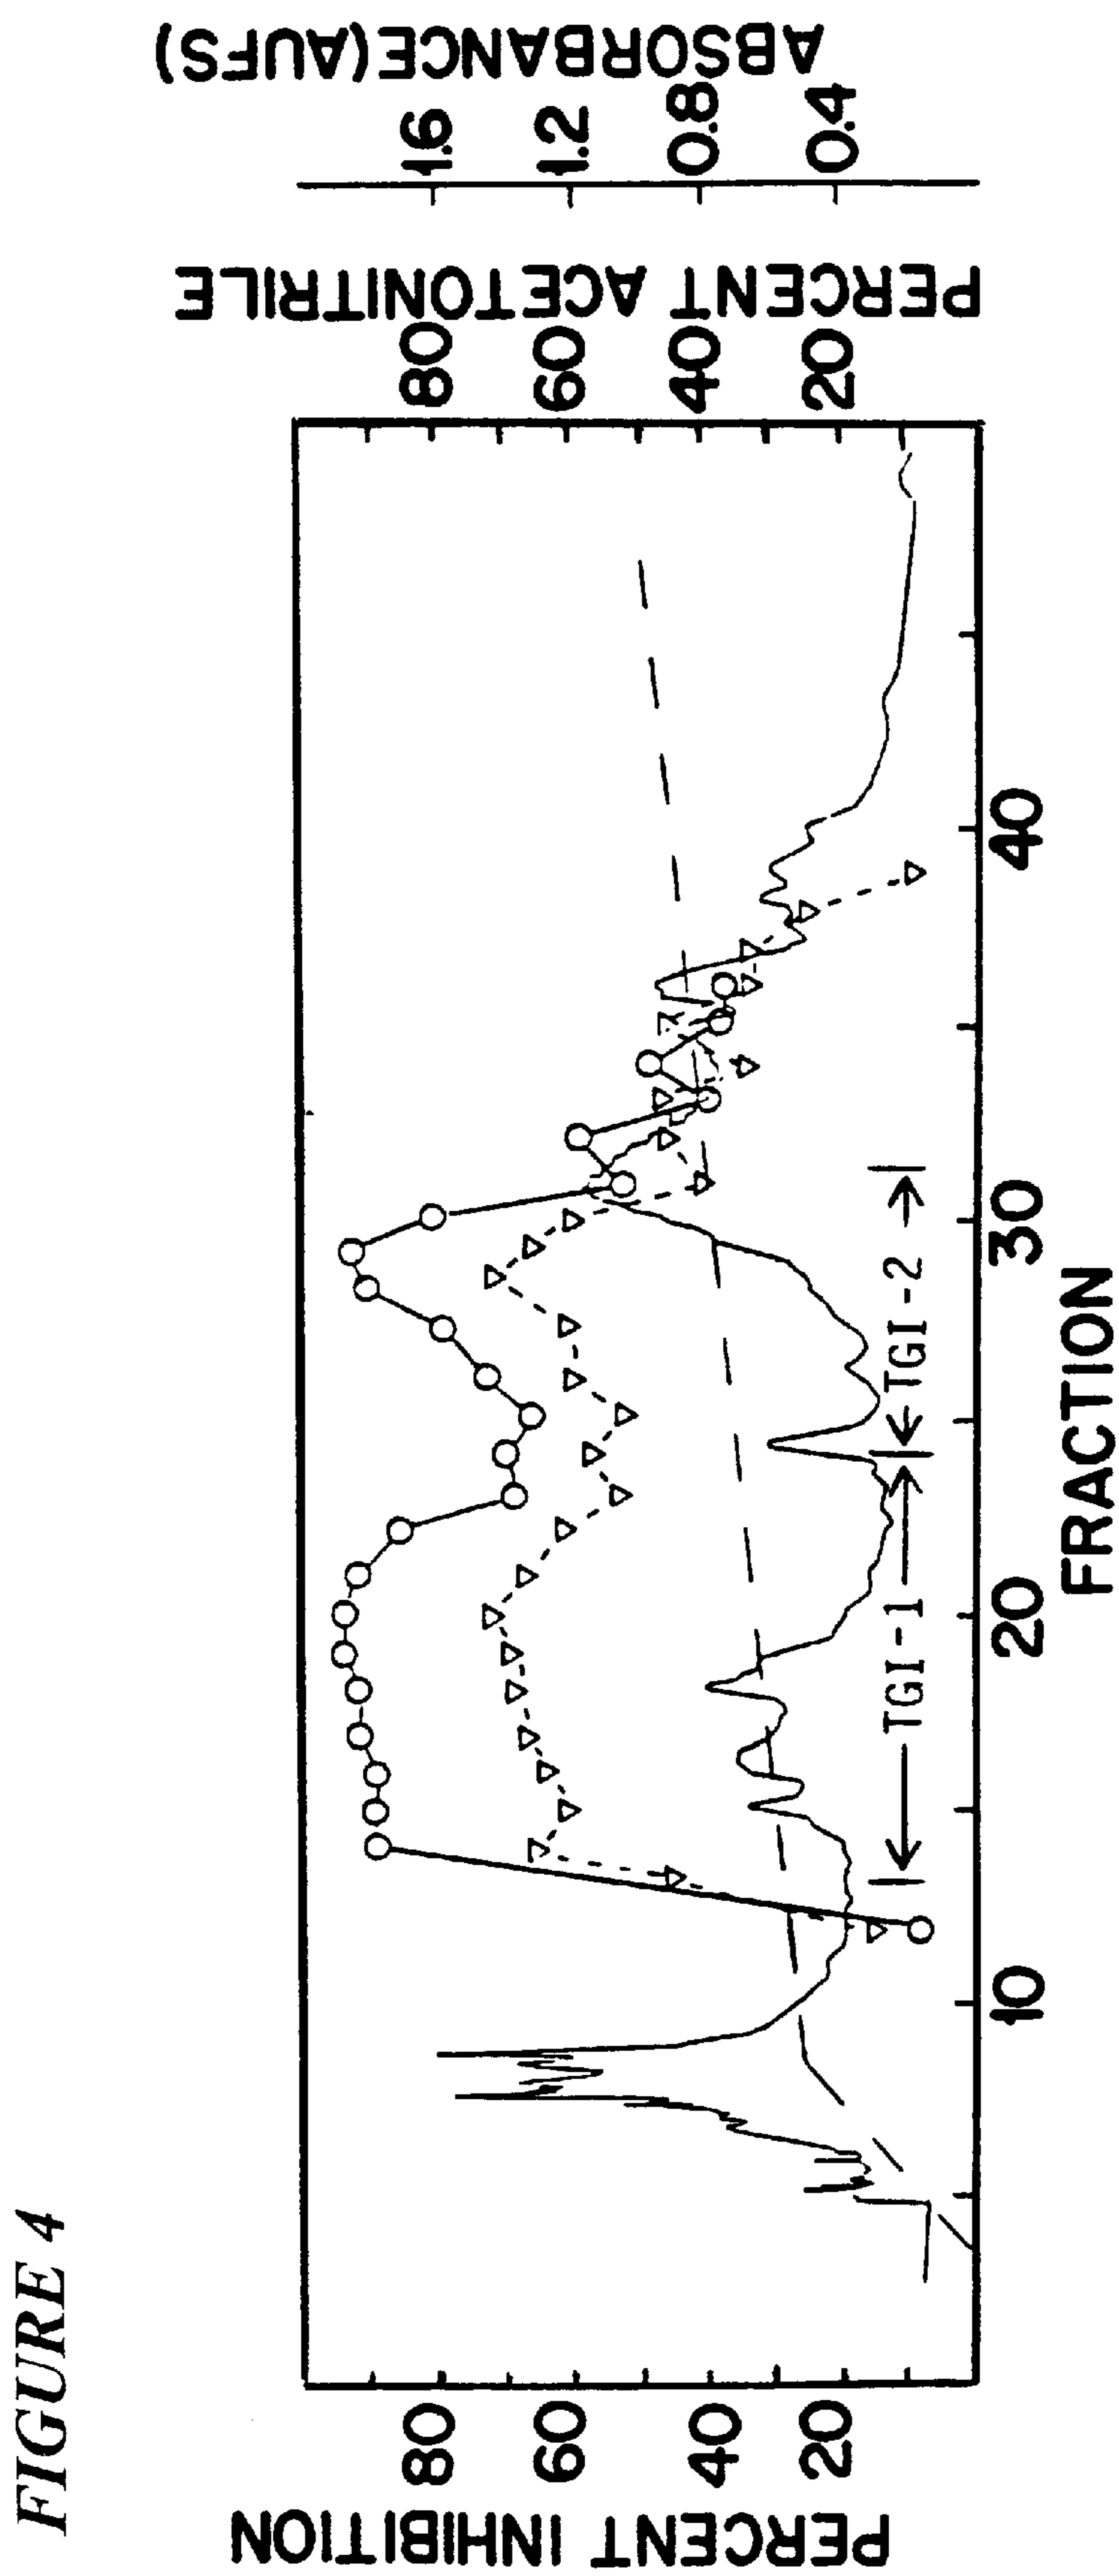 FIGURE 4
PERCENT INHIBITION
80
60
40
20
10
20
30
40
FRACTION
TGI-1
TGI-2
80
60
40
20
PERCENT ACETONITRILE
1.6
1.2
0.8
0.4
ABSORBANCE(AUFS)